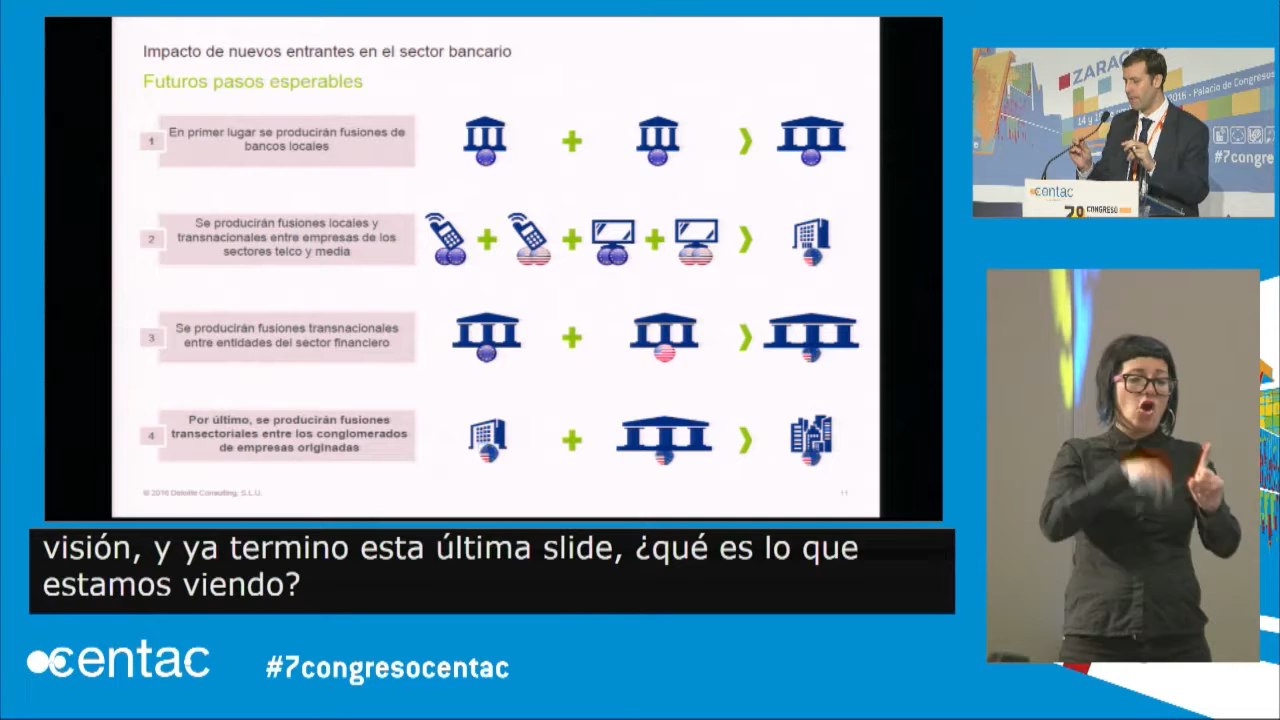 Impacto de nuevos entrantes en el sector bancario
Futuros pasos esperables
1
En primer lugar se producirán fusiones de
bancos locales
2
Se producirán fusiones locales y
transnacionales entre empresas de los
sectores telco y media
3
Se producirán fusiones transnacionales
entre entidades del sector financiero
4
Por último, se producirán fusiones
transectoriales entre los conglomerados
de empresas originadas
© 2016 Deloitte Consulting, S.L.U.
11
ZARAG
2016 - Palacio de Congresos
14 y 1
#7congre
centac
7º CONGRESO
visión, y ya termino esta última slide, ¿qué es lo que
estamos viendo?
centac
#7congresocentac